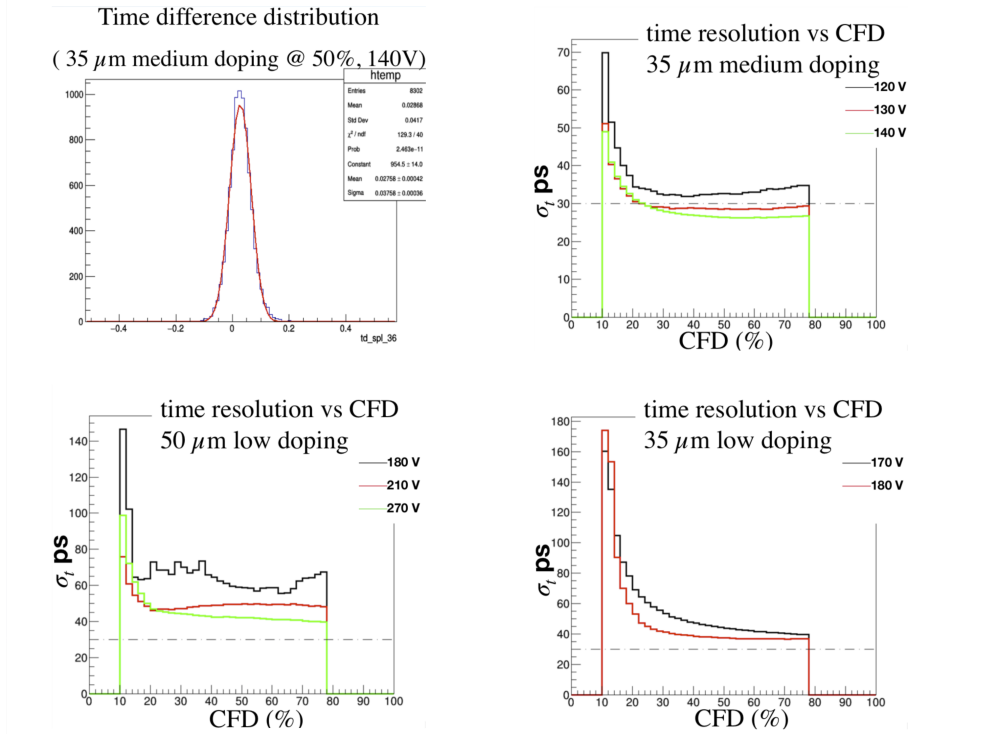 Time difference distribution
( 35 μm medium doping @ 50%, 140V)
htemp
Entries 8302
Mean 0.02868
Std Dev 0.0417
χ² / ndf 129.3 / 40
Prob 2.463e-11
Constant 954.5 ± 14.0
Mean 0.02758 ± 0.00042
Sigma 0.03758 ± 0.00036
1000
800
600
400
200
0
−0.4 −0.2 0 0.2 0.4
td_spl_36
time resolution vs CFD
35 μm medium doping
120 V
130 V
140 V
σt ps
70
60
50
40
30
20
10
0
0 10 20 30 40 50 60 70 80 90 100
CFD (%)
time resolution vs CFD
50 μm low doping
180 V
210 V
270 V
σt ps
140
120
100
80
60
40
20
0
0 10 20 30 40 50 60 70 80 90 100
CFD (%)
time resolution vs CFD
35 μm low doping
170 V
180 V
σt ps
180
160
140
120
100
80
60
40
20
0
0 10 20 30 40 50 60 70 80 90 100
CFD (%)